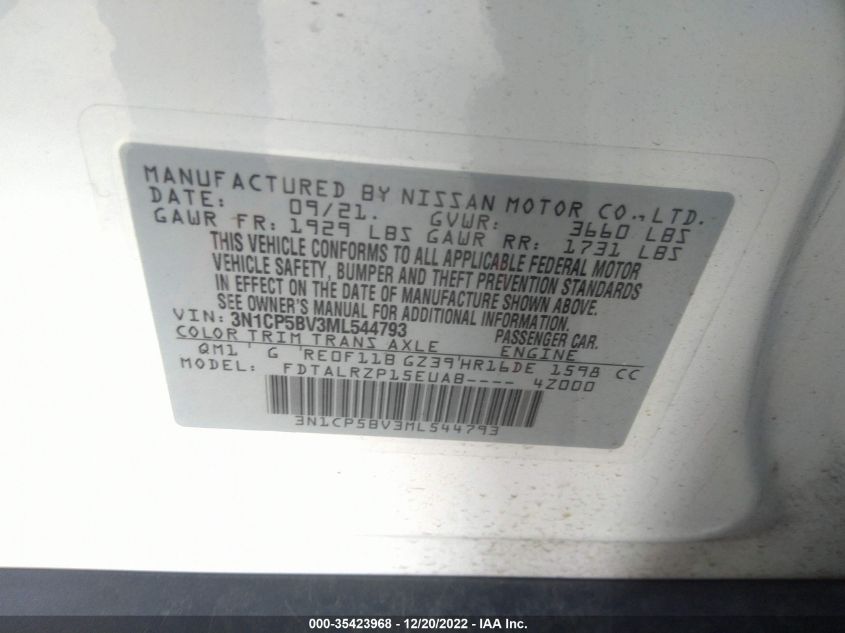 MANUFACTURED BY NISSAN MOTOR CO., LTD.
DATE: 09/21. GVWR: 3660 LBS
GAWR FR: 1929 LBS GAWR RR: 1731 LBS
THIS VEHICLE CONFORMS TO ALL APPLICABLE FEDERAL MOTOR
VEHICLE SAFETY, BUMPER AND THEFT PREVENTION STANDARDS
IN EFFECT ON THE DATE OF MANUFACTURE SHOWN ABOVE.
SEE OWNER'S MANUAL FOR ADDITIONAL INFORMATION.
VIN: 3N1CP5BV3ML544793 PASSENGER CAR.
COLOR TRIM TRANS AXLE ENGINE
QM1 G RE0F11B GZ39 HR16DE 1598 CC
MODEL: FDTALRZP15EUAB---- 4Z000
3N1CP5BV3ML544793
000-35423968 - 12/20/2022 - IAA Inc.